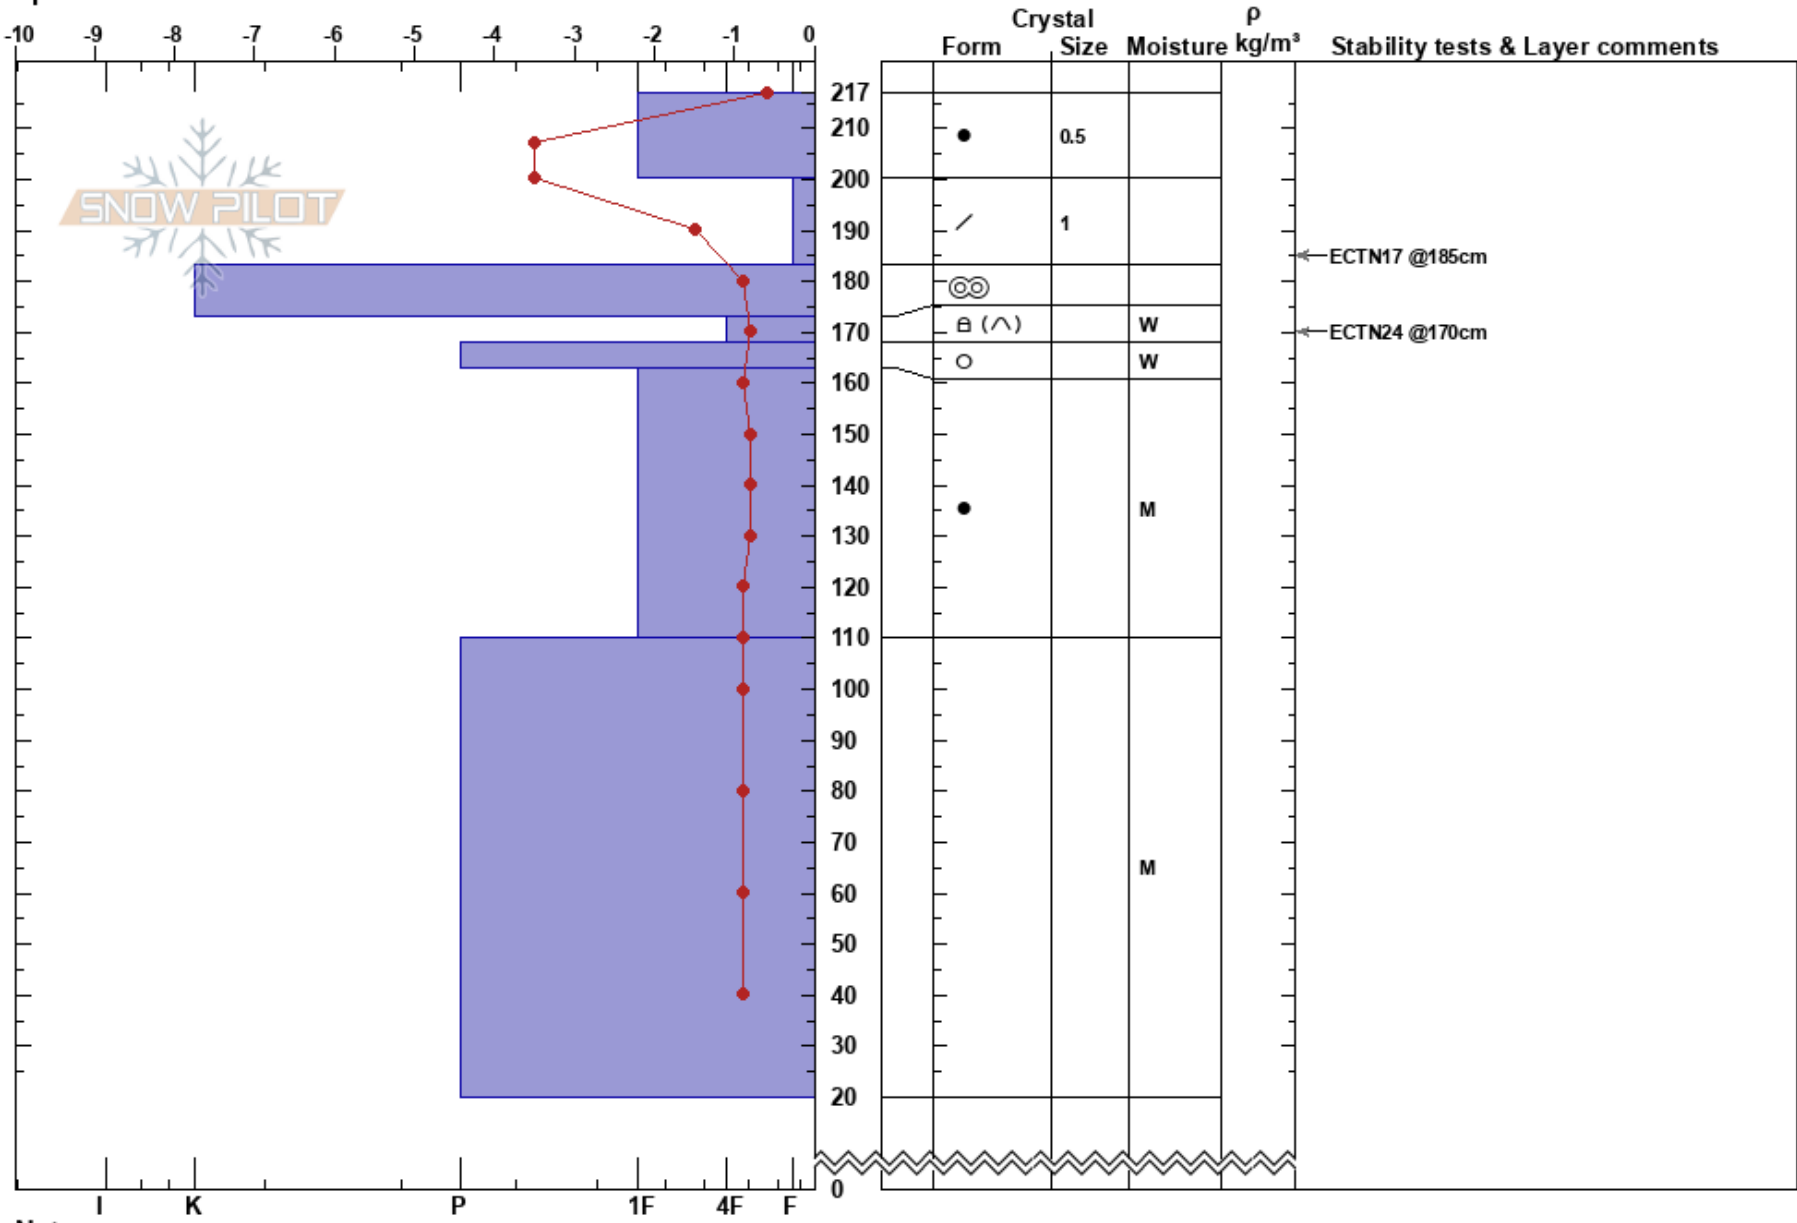 Crystal ρ
-10 -9 -8 -7 -6 -5 -4 -3 -2 -1 0 Form Size Moisture kg/m³ Stability tests & Layer comments
217
210
0.5
200
SNOW PILOT
190
1
ECTN17 @185cm
180
170
W
ECTN24 @170cm
W
160
150
140
M
130
120
110
100
90
80
70
M
60
50
40
30
20
0
I K P 1F 4F F